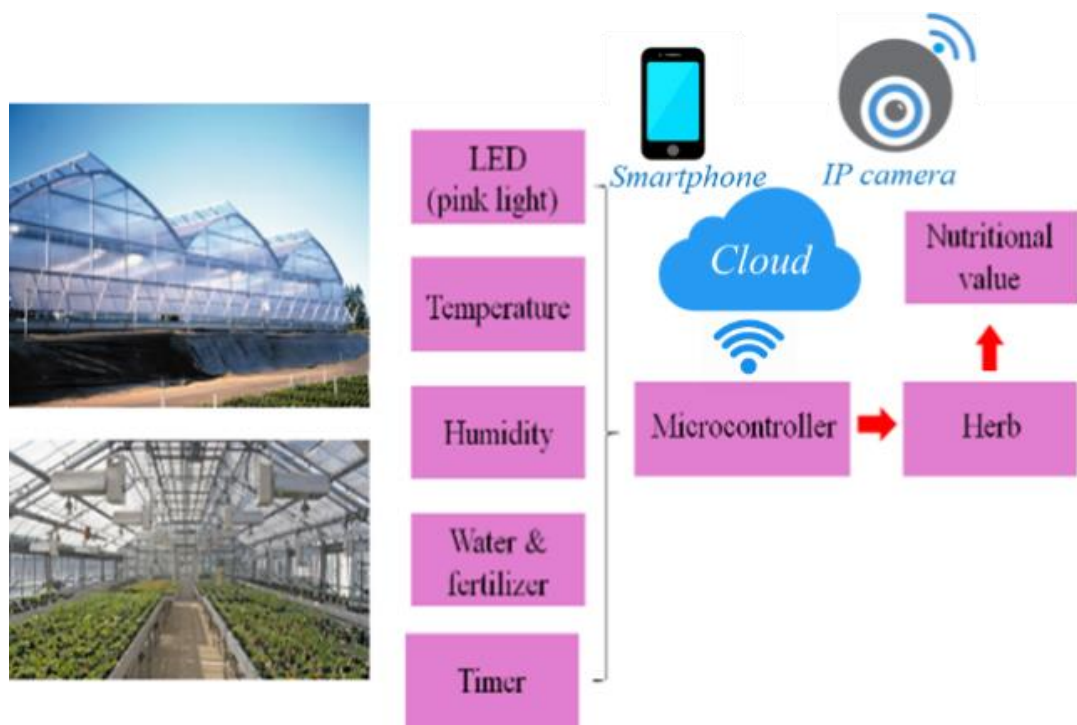 LED
(pink light)
Temperature
Humidity
Water &
fertilizer
Timer
Smartphone
IP camera
Cloud
Microcontroller
Herb
Nutritional
value